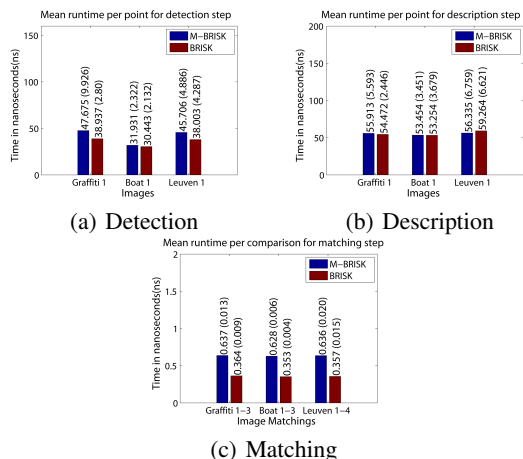 Mean runtime per point for detection step
150
100
50
0
Time in nanoseconds(ns)
M−BRISK
BRISK
47.675 (9.926)
38.937 (2.80)
31.931 (2.322)
30.443 (2.132)
45.706 (4.886)
38.003 (4.287)
Graffiti 1 Boat 1 Leuven 1
Images
(a) Detection
Mean runtime per point for description step
200
150
100
50
0
Time in nanoseconds(ns)
M−BRISK
BRISK
55.913 (5.593)
54.472 (2.446)
53.454 (3.451)
53.254 (3.679)
56.335 (6.759)
59.264 (6.621)
Graffiti 1 Boat 1 Leuven 1
Images
(b) Description
Mean runtime per comparison for matching step
2
1
0.5
0
Time in nanoseconds(ns)
M−BRISK
BRISK
0.637 (0.013)
0.364 (0.009)
0.628 (0.006)
0.353 (0.004)
0.636 (0.020)
0.357 (0.015)
Graffiti 1−3 Boat 1−3 Leuven 1−4
Image Matchings
(c) Matching